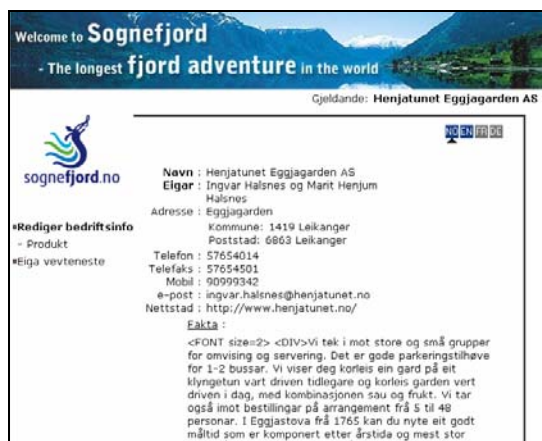 Welcome to Sognefjord
- The longest fjord adventure in the world
Gjeldande: Henjatunet Eggjagarden AS
NO EN FR DE
sognefjord.no
Navn : Henjatunet Eggjagarden AS
Eigar : Ingvar Halsnes og Marit Henjum
Halsnes
Adresse : Eggjagarden
Rediger bedriftsinfo
Kommune: 1419 Leikanger
- Produkt
Poststad: 6863 Leikanger
Eiga vevteneste
Telefon : 57654014
Telefaks : 57654501
Mobil : 90999342
e-post : ingvar.halsnes@henjatunet.no
Nettstad : http://www.henjatunet.no/
Fakta :
<FONT size=2> <DIV>Vi tek i mot store og små grupper
for omvising og servering. Det er gode parkeringstilhøve
for 1-2 bussar. Vi viser deg korleis ein gard på eit
klyngetun vart driven tidlegare og korleis garden vert
driven i dag, med kombinasjonen sau og frukt. Vi tar
også imot bestillingar på arrangement frå 5 til 48
personar. I Eggjastova frå 1765 kan du nyte eit godt
måltid som er komponert etter årstida og mest stor